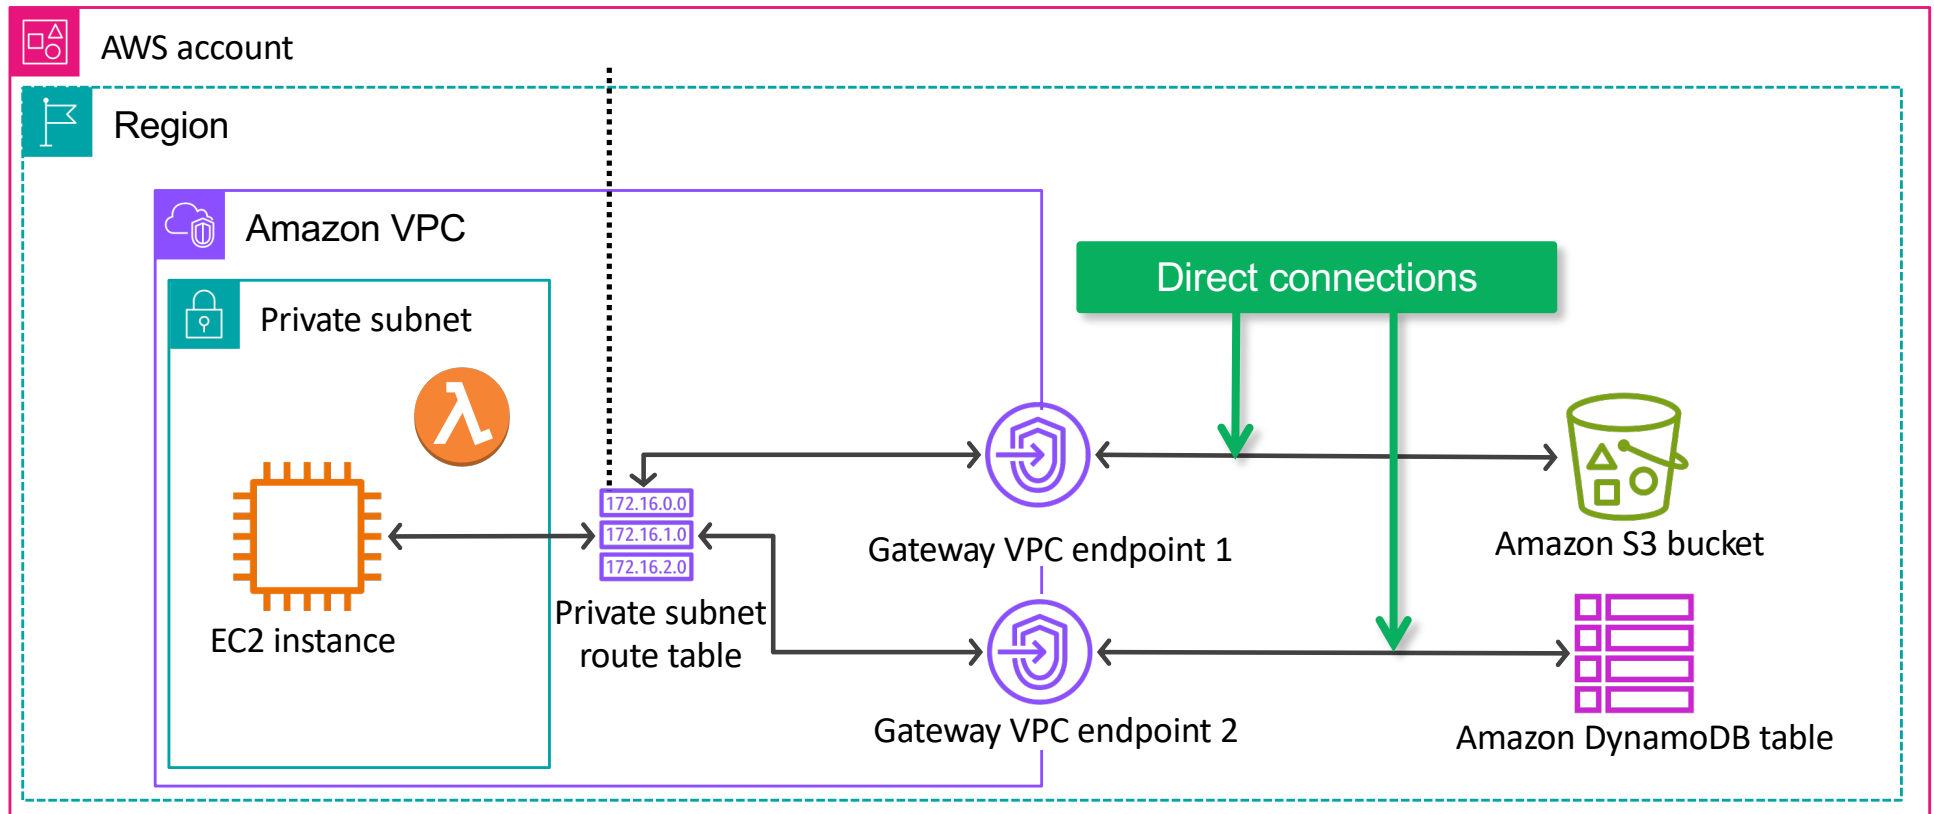 AWS account
Region
Amazon VPC
Direct connections
Private subnet
172.16.0.0
172.16.1.0
172.16.2.0
Gateway VPC endpoint 1
Amazon S3 bucket
EC2 instance
Private subnet
route table
Gateway VPC endpoint 2
Amazon DynamoDB table